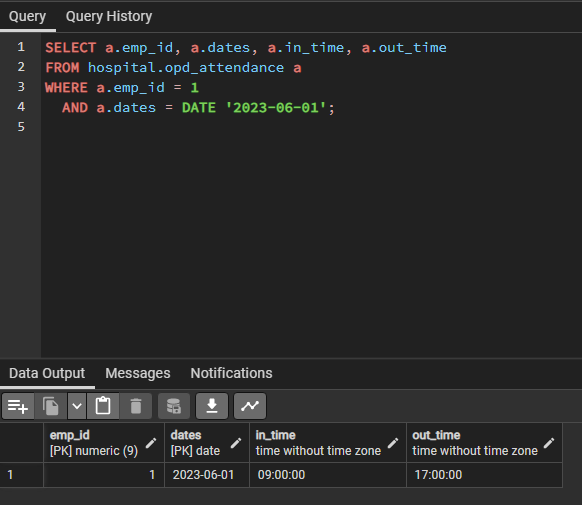 Query Query History
1 SELECT a.emp_id, a.dates, a.in_time, a.out_time
2 FROM hospital.opd_attendance a
3 WHERE a.emp_id = 1
4 AND a.dates = DATE '2023-06-01';
5
Data Output Messages Notifications
emp_id dates in_time out_time
[PK] numeric (9) [PK] date time without time zone time without time zone
1 1 2023-06-01 09:00:00 17:00:00